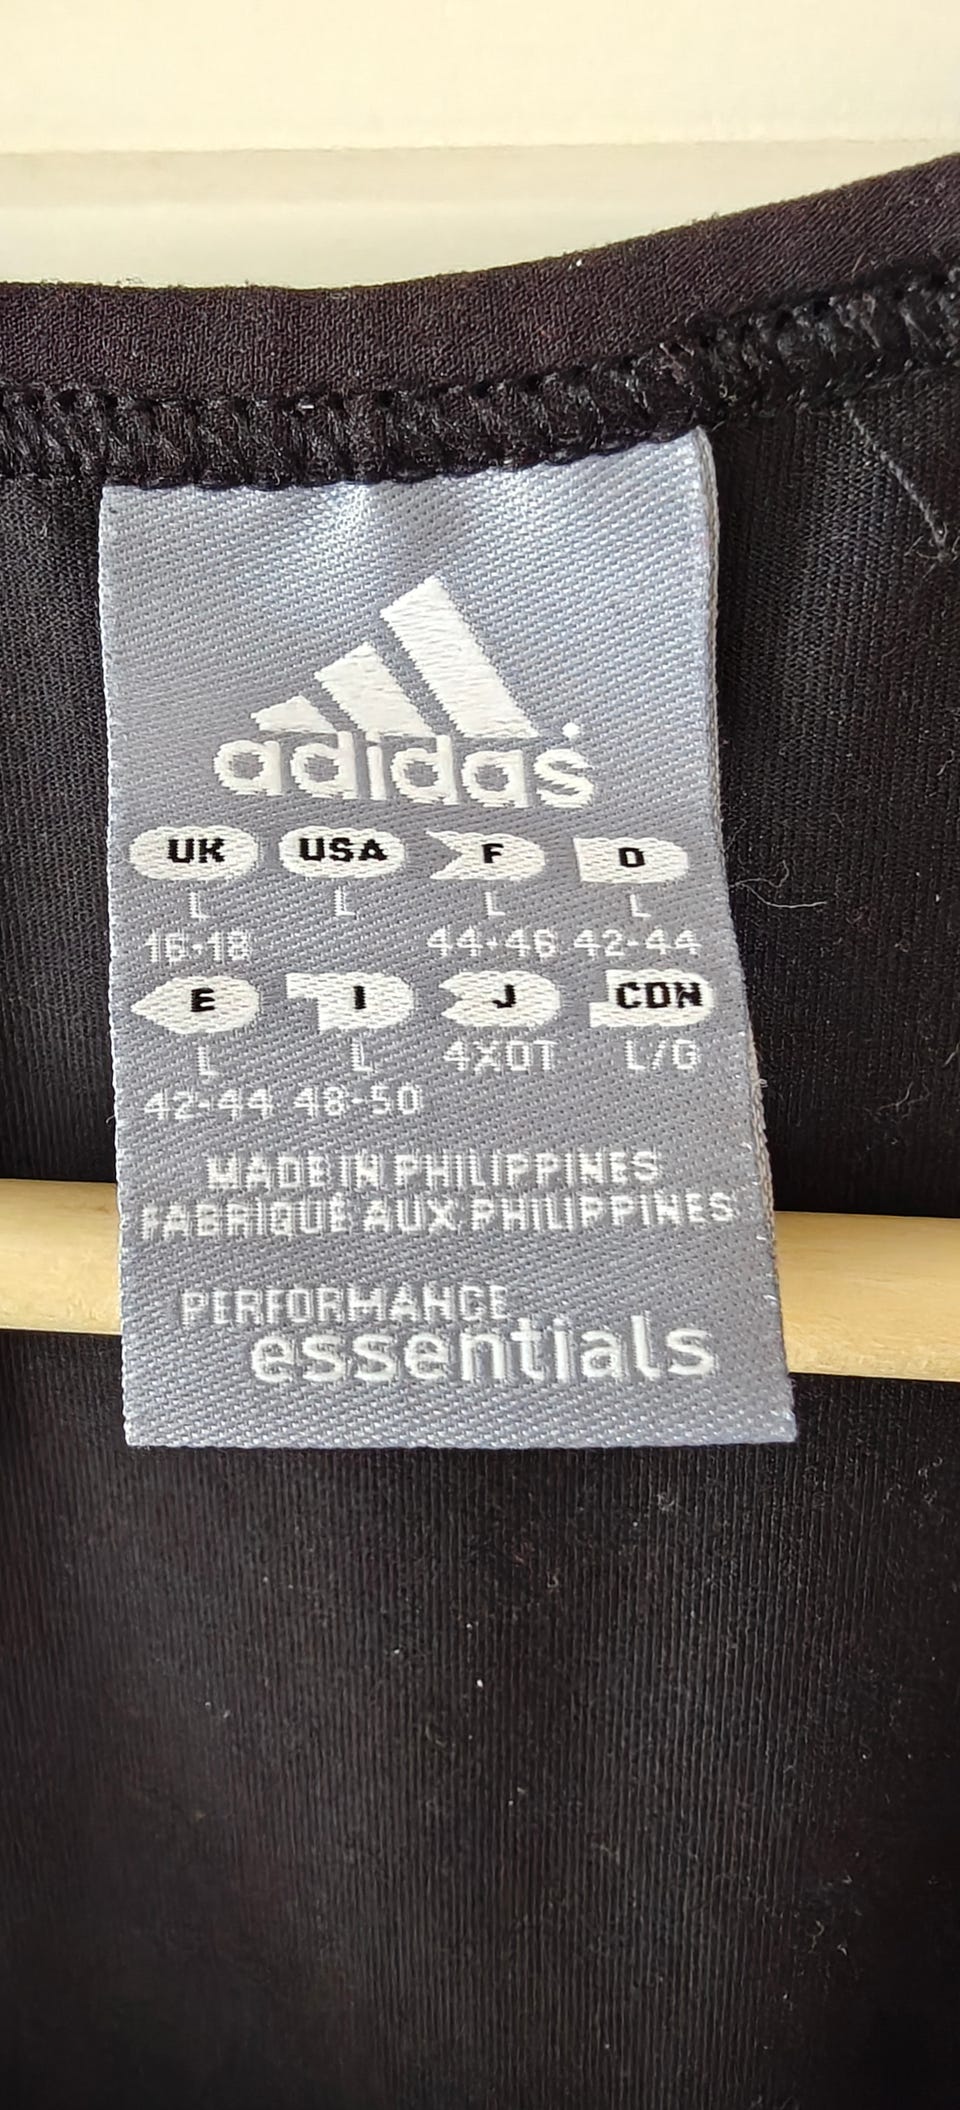 adidas
UK USA F D
L L L L
16-18 44-46 42-44
E I J CDN
L L 4XOT L/G
42-44 48-50
MADE IN PHILIPPINES
FABRIQUÉ AUX PHILIPPINES
PERFORMANCE
essentials